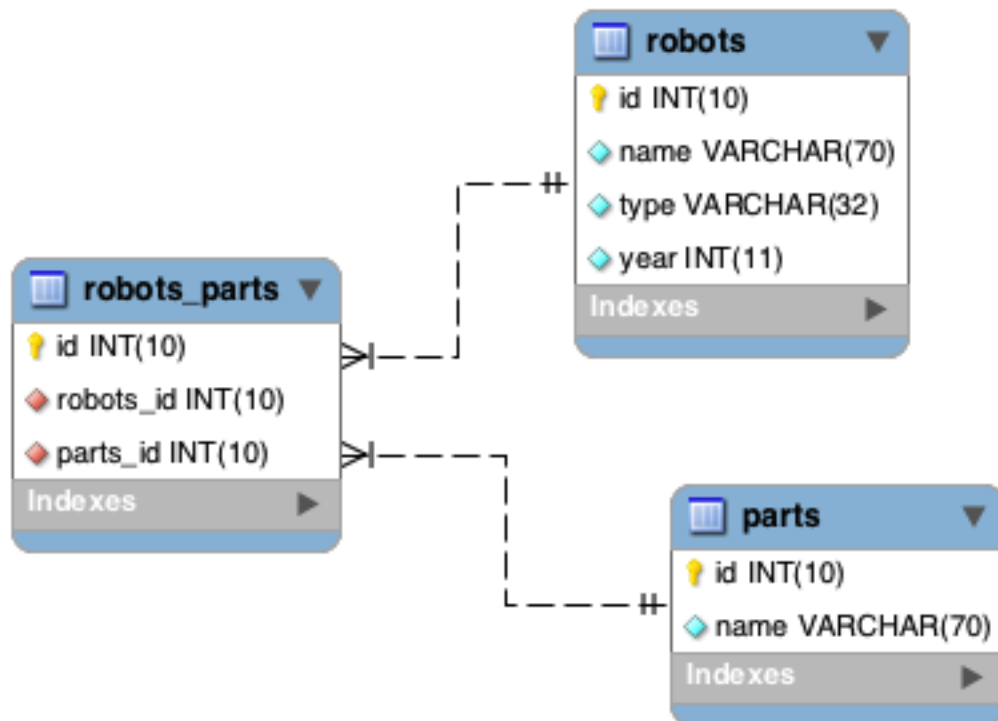 robots
id INT(10)
name VARCHAR(70)
type VARCHAR(32)
year INT(11)
Indexes
robots_parts
id INT(10)
robots_id INT(10)
parts_id INT(10)
Indexes
parts
id INT(10)
name VARCHAR(70)
Indexes